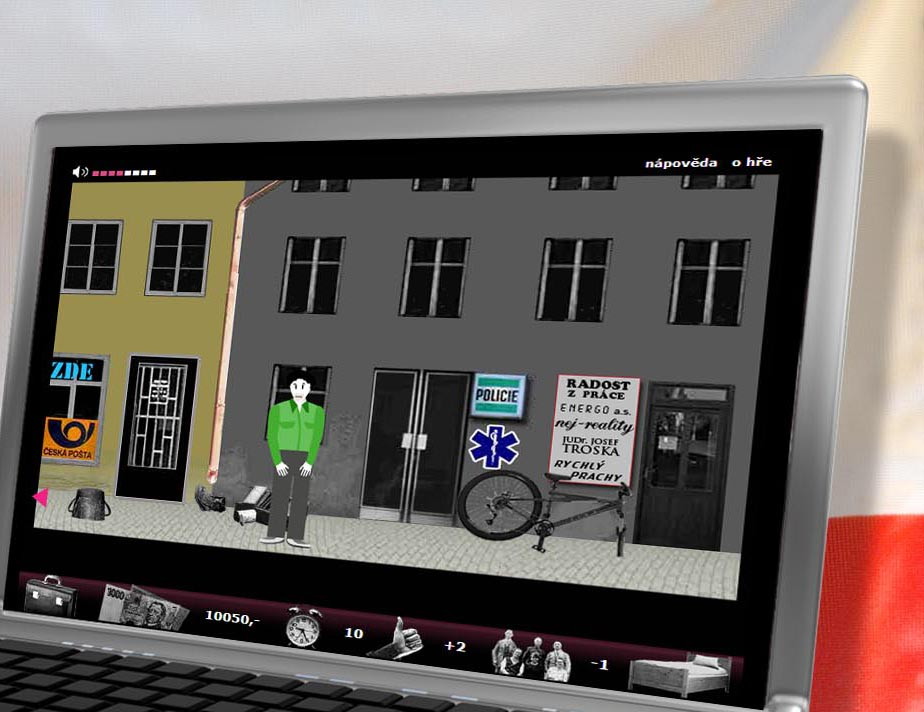 nápověda o hře
ZDE
ČESKÁ POŠTA
POLICIE
RADOST
Z PRÁCE
ENERGO a.s.
nej-reality
JUDr. JOSEF
TROSKA
RYCHLÝ
PRACHY
1000
10050,-
10
+2
-1